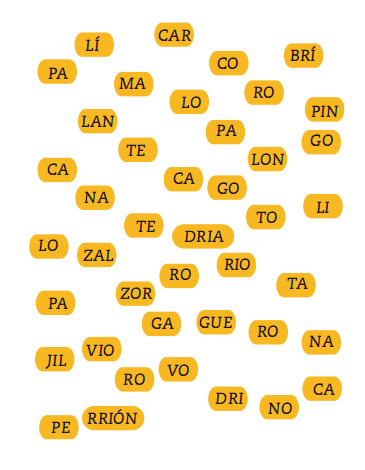 CAR
LÍ
BRÍ
CO
PA
MA
RO
LO
PIN
LAN
PA
GO
TE
LON
CA
CA
GO
NA
LI
TO
TE
DRIA
LO
ZAL
RIO
RO
TA
ZOR
PA
GA
GUE
RO
NA
VIO
JIL
VO
RO
CA
DRI
NO
RRIÓN
PE